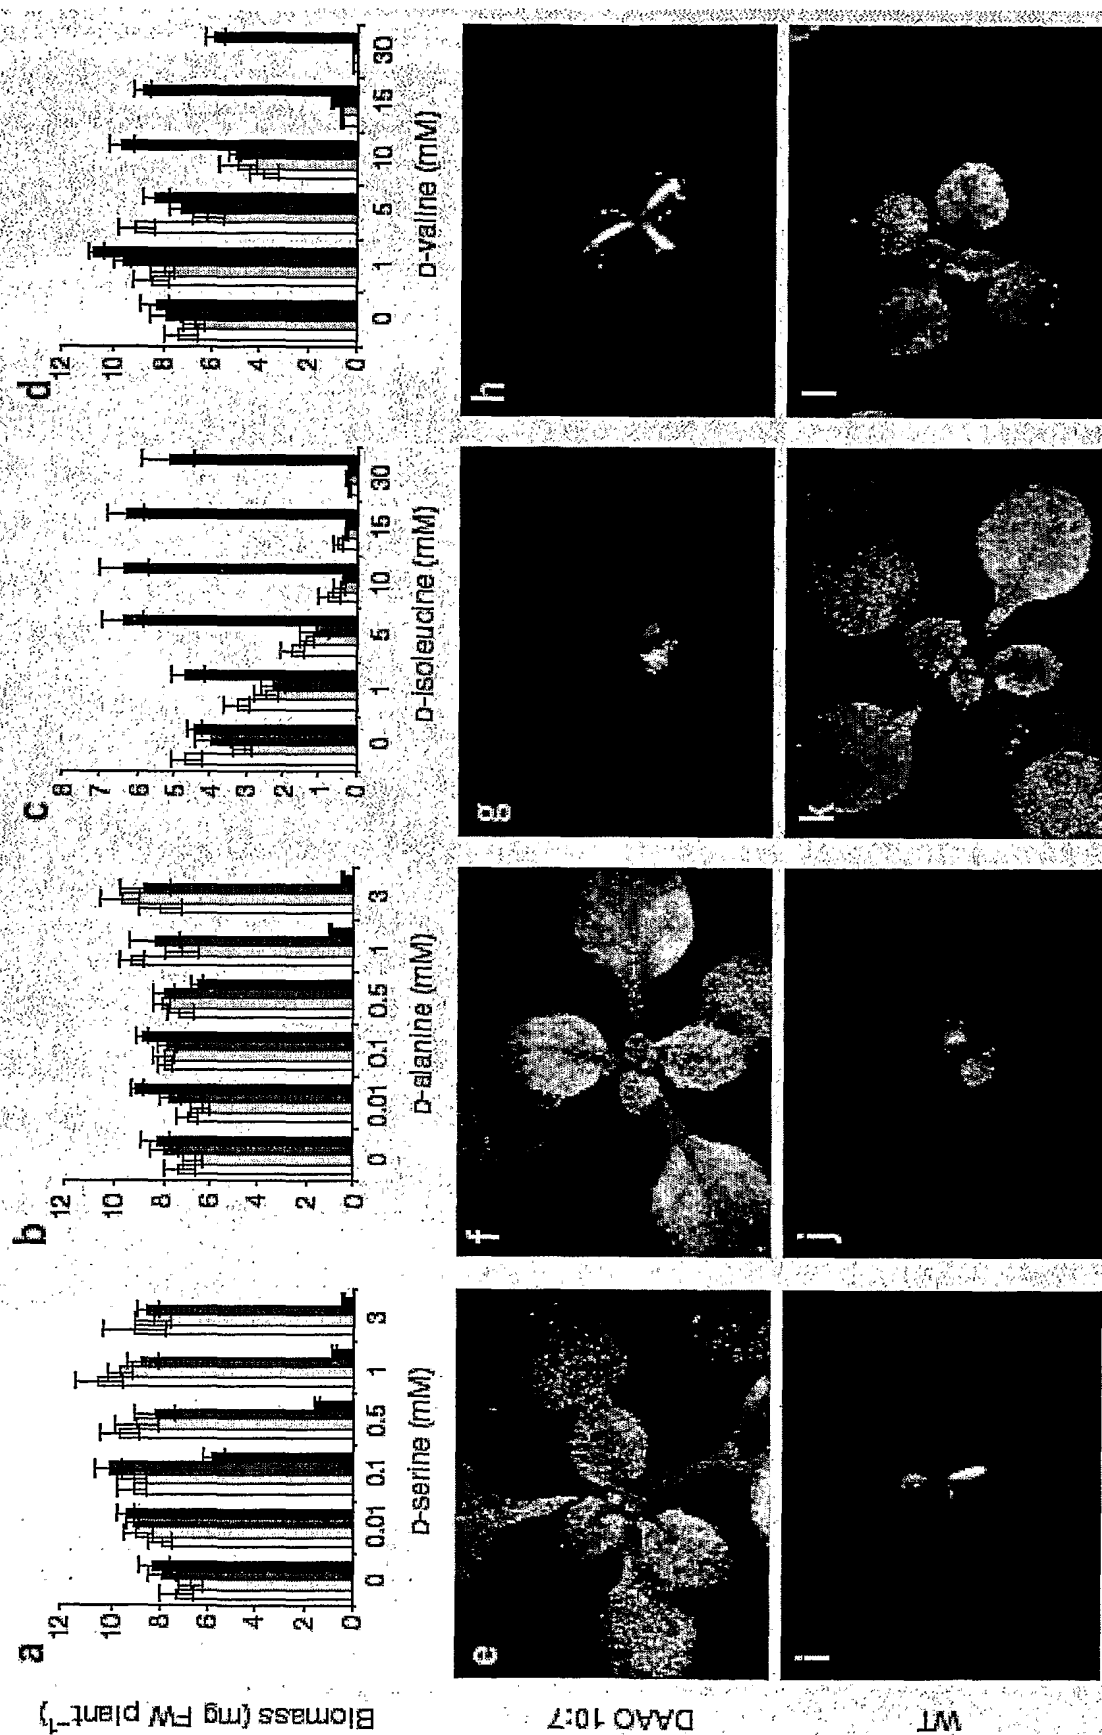 a
b
c
d
Biomass (mg FW plant⁻¹)
12
10
8
6
4
2
0
0 0.01 0.1 0.5 1 3
D-serine (mM)
12
10
8
6
4
2
0
0 0.01 0.1 0.5 1 3
D-alanine (mM)
8
7
6
5
4
3
2
1
0
0 1 5 10 15 30
D-isoleucine (mM)
12
10
8
6
4
2
0
0 1 5 10 15 30
D-valine (mM)
DAAO 10:7
e
f
g
h
WT
i
j
k
l